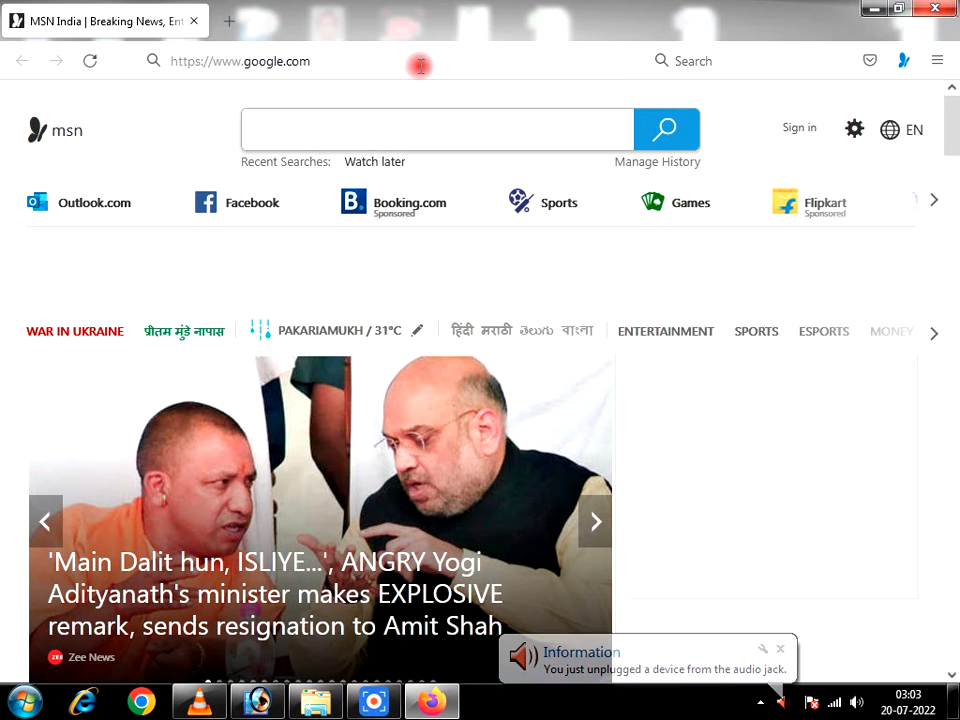 MSN India | Breaking News, Ent
https://www.google.com
Search
msn
Sign in
EN
Recent Searches: Watch later
Manage History
Outlook.com
Facebook
Booking.com
Sponsored
Sports
Games
Flipkart
Sponsored
WAR IN UKRAINE
प्रीतम मुंडे नापास
PAKARIAMUKH / 31°C
हिंदी मराठी తెలుగు বাংলা
ENTERTAINMENT SPORTS ESPORTS MONEY
'Main Dalit hun, ISLIYE...', ANGRY Yogi
Adityanath's minister makes EXPLOSIVE
remark, sends resignation to Amit Shah
ZEE Zee News
Information
You just unplugged a device from the audio jack.
03:03
20-07-2022